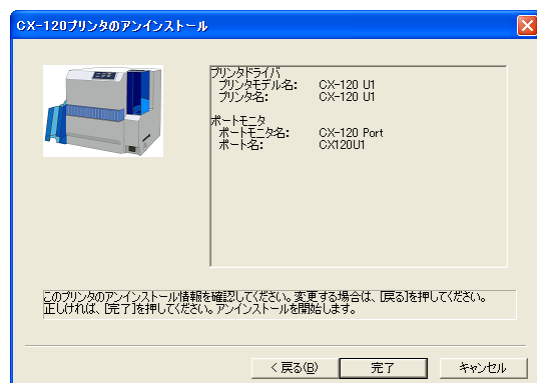 CX-120プリンタのアンインストール
プリンタドライバ
プリンタモデル名: CX-120 U1
プリンタ名: CX-120 U1
ポートモニタ
ポートモニタ名: CX-120 Port
ポート名: CX120U1
このプリンタのアンインストール情報を確認してください。変更する場合は、[戻る]を押してください。
正しければ、[完了]を押してください。アンインストールを開始します。
< 戻る(B) 完了 キャンセル